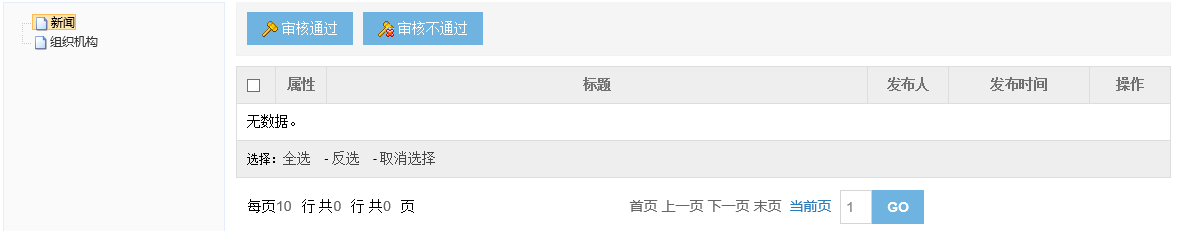 新闻
组织机构
审核通过 审核不通过
属性 标题 发布人 发布时间 操作
无数据。
选择：全选 -反选 -取消选择
每页10 行 共0 行 共0 页 首页 上一页 下一页 末页 当前页 1 GO